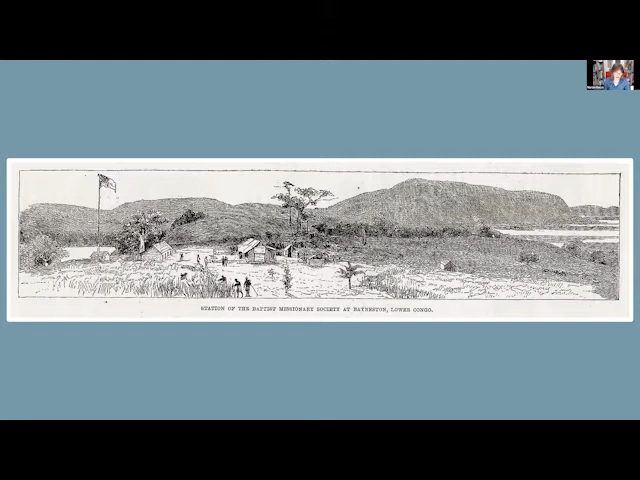 STATION OF THE BAPTIST MISSIONARY SOCIETY AT BAYNESTON, LOWER CONGO.